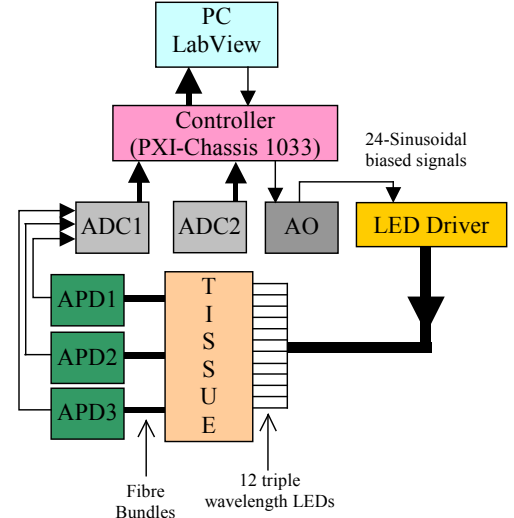 PC
LabView
Controller
(PXI-Chassis 1033)
24-Sinusoidal
biased signals
ADC1
ADC2
AO
LED Driver
APD1
APD2
APD3
T
I
S
S
U
E
Fibre
Bundles
12 triple
wavelength LEDs